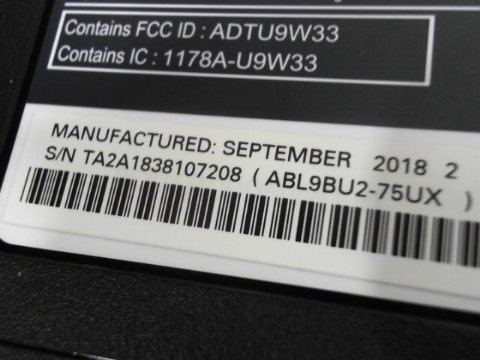 Contains FCC ID : ADTU9W33
Contains IC : 1178A-U9W33
MANUFACTURED: SEPTEMBER 2018 2
S/N TA2A1838107208 ( ABL9BU2-75UX )